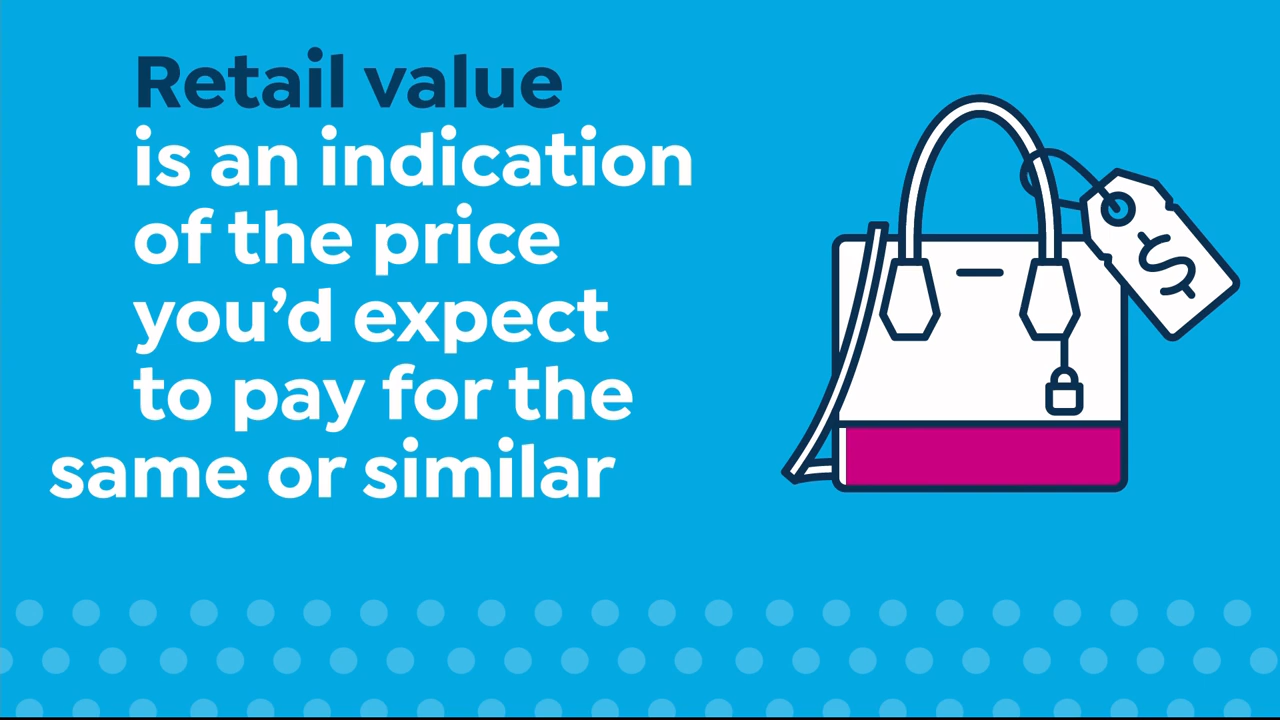 Retail value
is an indication
of the price
you’d expect
to pay for the
same or similar
$